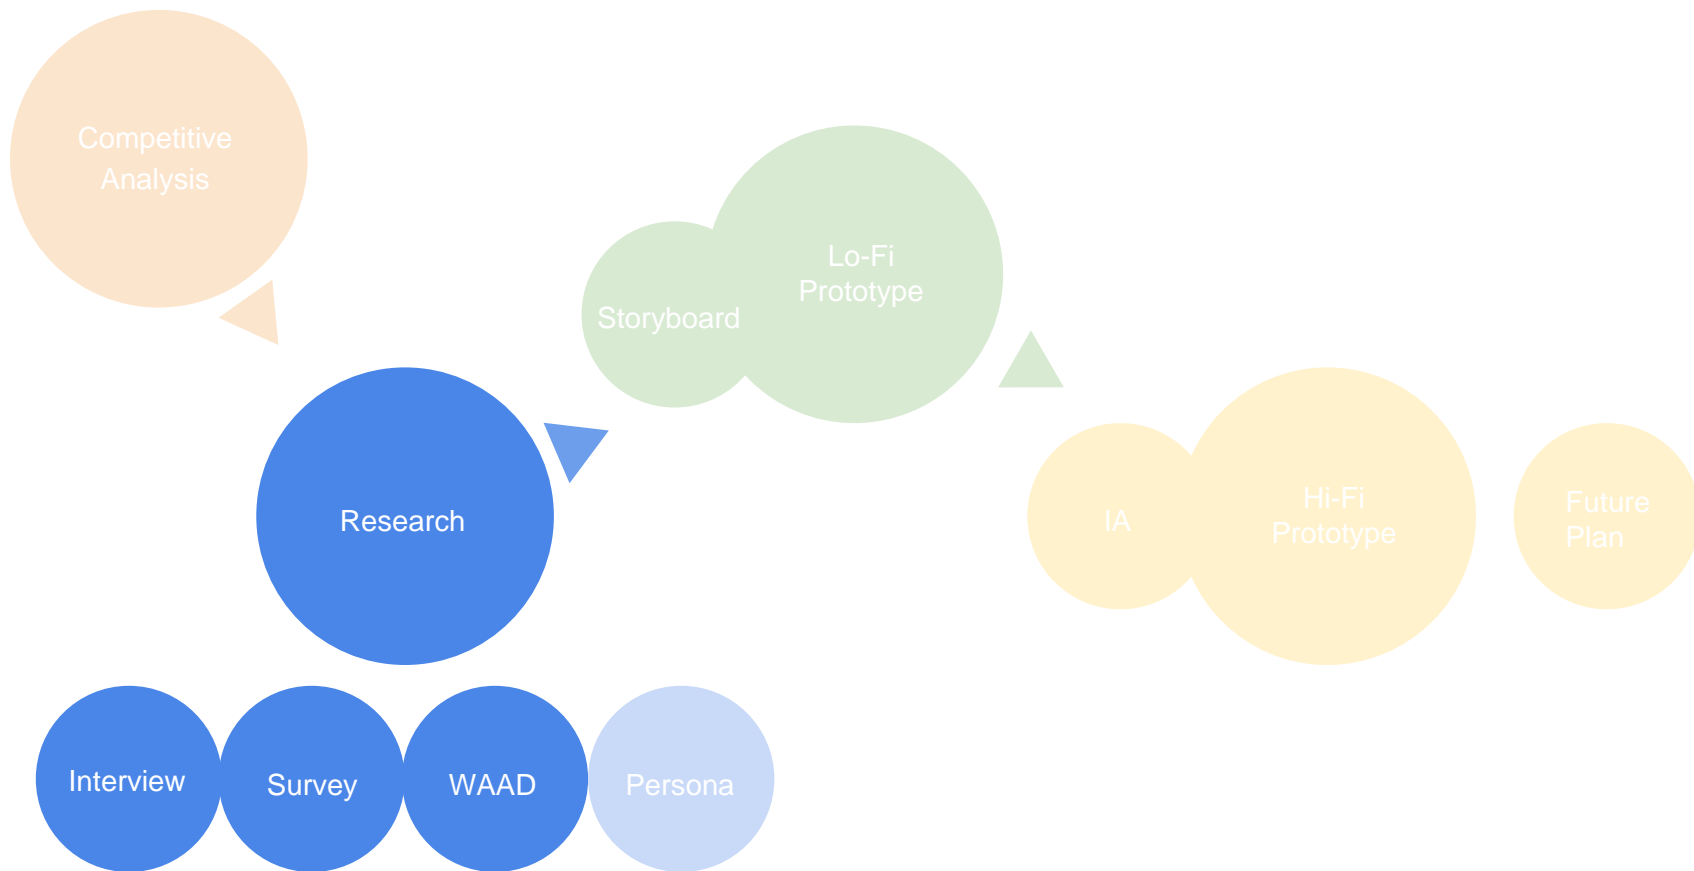 Competitive
Analysis
Lo-Fi
Prototype
Storyboard
Research
IA
Hi-Fi
Prototype
Future
Plan
Interview
Survey
WAAD
Persona